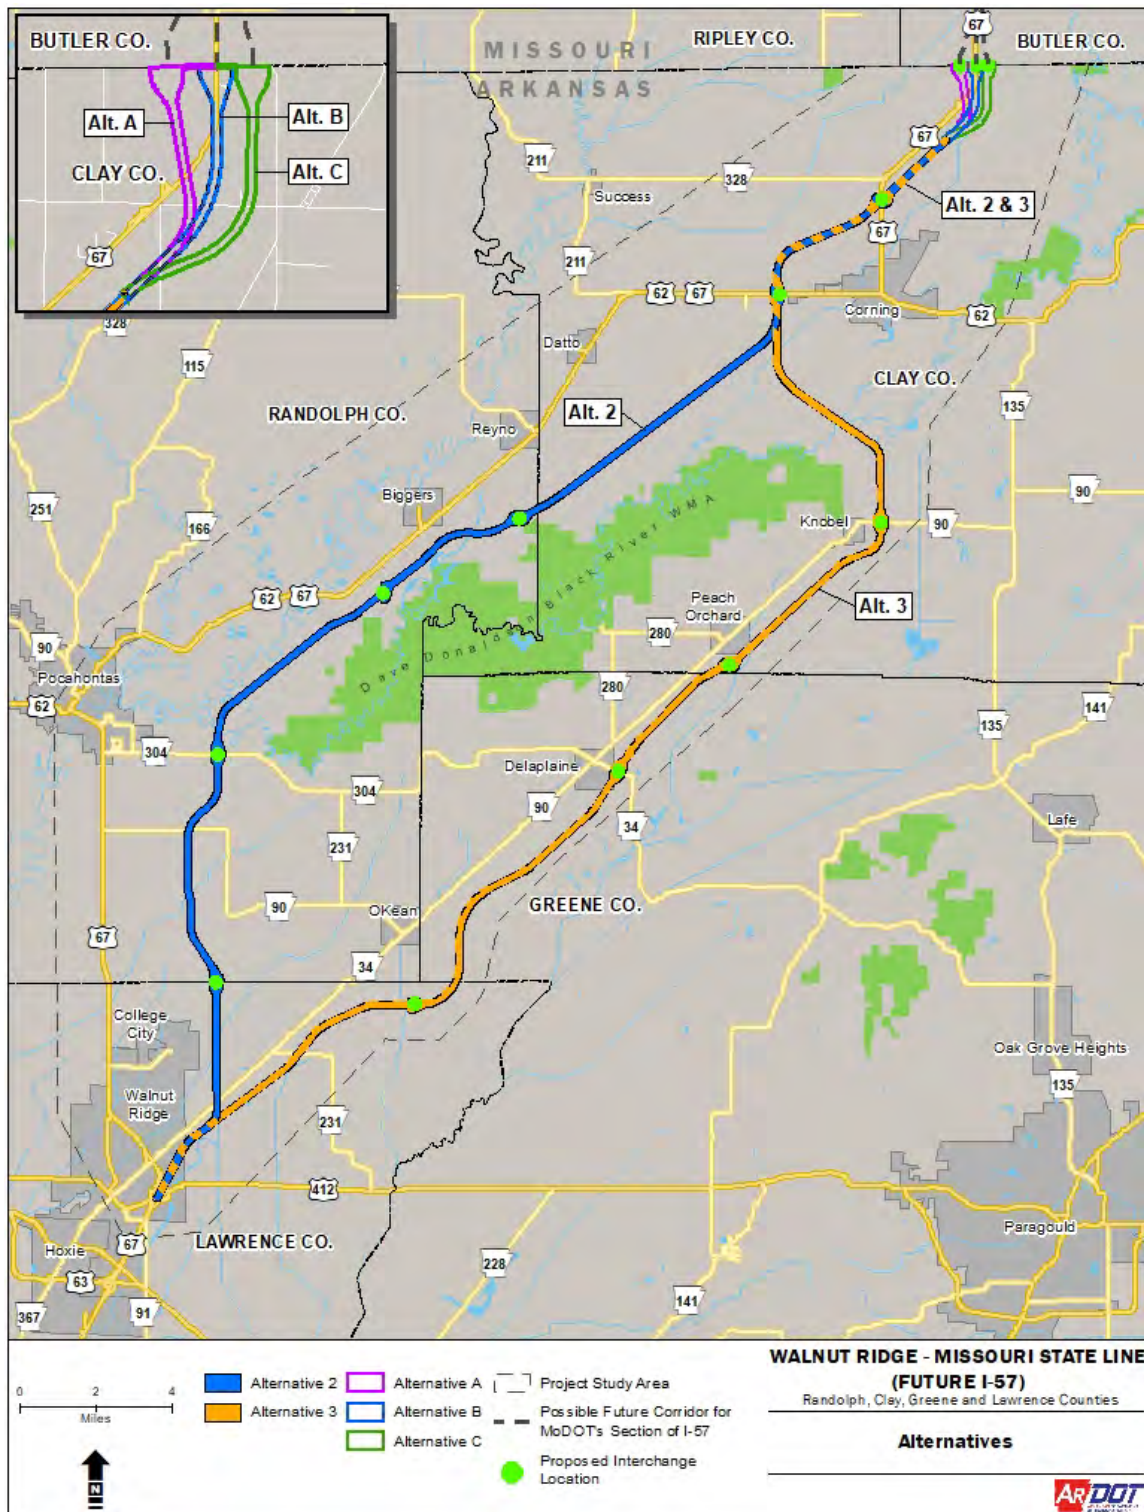 BUTLER CO.
Alt. A
Alt. B
CLAY CO.
Alt. C
67
MISSOURI
ARKANSAS
RIPLEY CO.
67
BUTLER CO.
211
Success
328
67
Alt. 2 & 3
67
211
62
67
Corning
62
328
115
Datto
CLAY CO.
135
RANDOLPH CO.
Alt. 2
Reyno
251
166
Biggers
90
Knobel
90
Dave Donaldson Black River WMA
62
67
Peach
Orchard
Alt. 3
280
90
Pocahontas
62
280
141
135
304
Delaplaine
304
90
34
Lafe
231
90
OKean
GREENE CO.
67
34
College
City
Oak Grove Heights
135
Walnut
Ridge
231
412
Paragould
Hoxie
67
LAWRENCE CO.
63
228
367
91
141
0 2 4
Miles
Alternative 2
Alternative 3
Alternative A
Alternative B
Alternative C
Project Study Area
Possible Future Corridor for
MoDOT's Section of I-57
Proposed Interchange
Location
N
WALNUT RIDGE - MISSOURI STATE LINE
(FUTURE I-57)
Randolph, Clay, Greene and Lawrence Counties
Alternatives
ARDOT